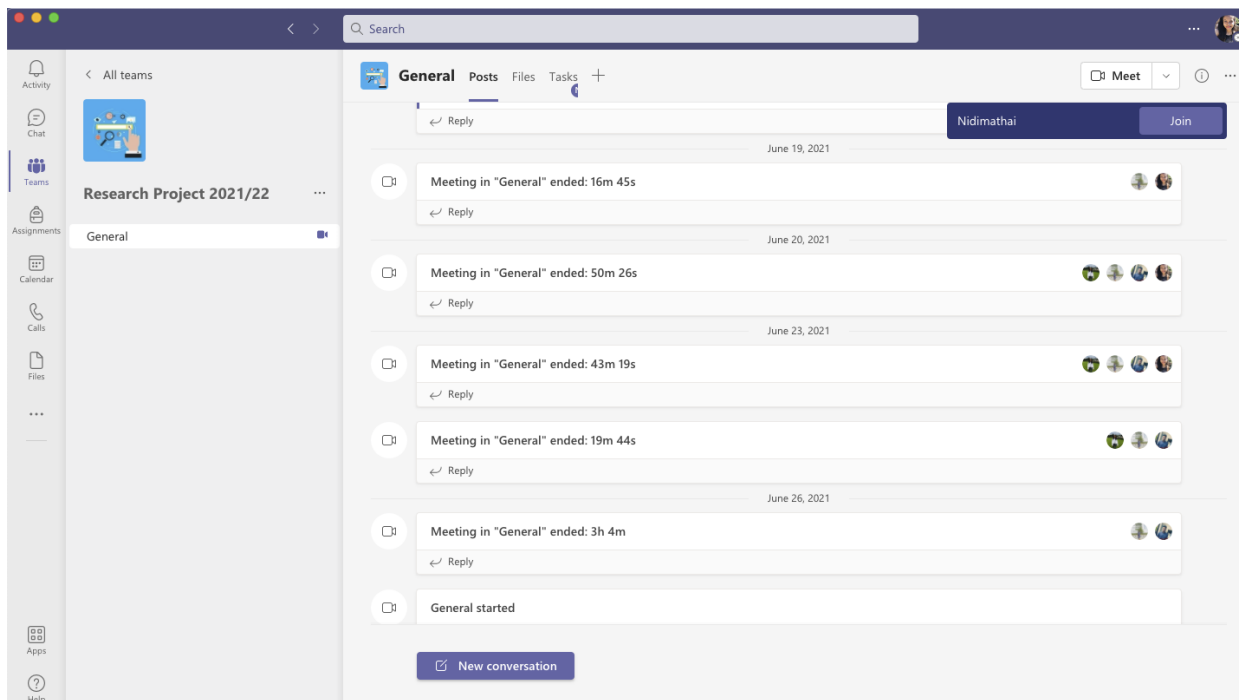 Search
Activity
Chat
Teams
Assignments
Calendar
Calls
Files
Apps
Help
All teams
Research Project 2021/22
General
General Posts Files Tasks
Meet
Nidimathai Join
Reply
June 19, 2021
Meeting in "General" ended: 16m 45s
Reply
June 20, 2021
Meeting in "General" ended: 50m 26s
Reply
June 23, 2021
Meeting in "General" ended: 43m 19s
Reply
Meeting in "General" ended: 19m 44s
Reply
June 26, 2021
Meeting in "General" ended: 3h 4m
Reply
General started
New conversation